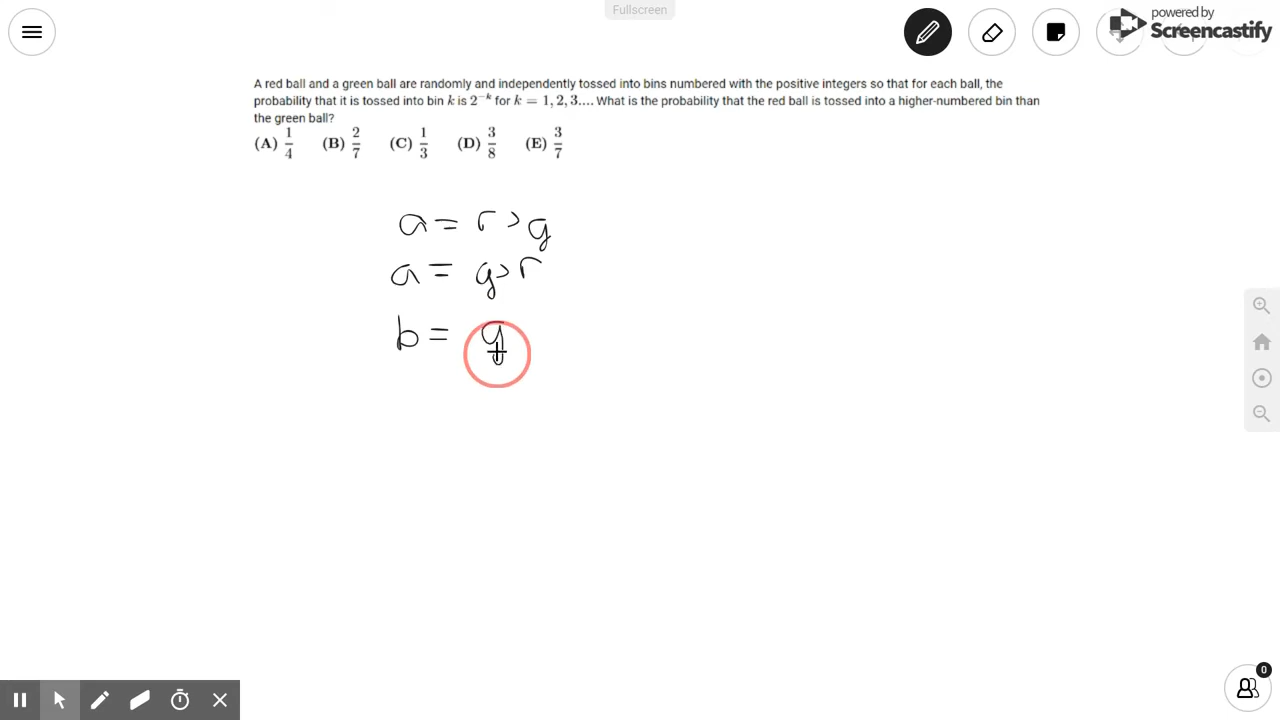 Fullscreen
powered by
Screencastify
A red ball and a green ball are randomly and independently tossed into bins numbered with the positive integers so that for each ball, the
probability that it is tossed into bin k is 2^{-k} for k = 1, 2, 3.... What is the probability that the red ball is tossed into a higher-numbered bin than
the green ball?
(A) 1/4 (B) 2/7 (C) 1/3 (D) 3/8 (E) 3/7
a = r > g
a = g > r
b = g
0